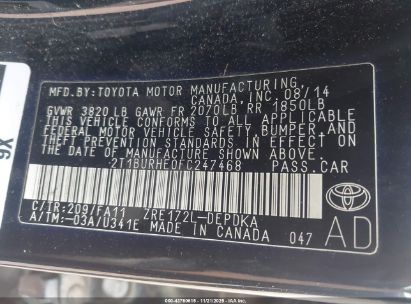 MFD.BY:TOYOTA MOTOR MANUFACTURING
CANADA,INC. 08/14
GVWR 3820LB GAWR FR 2070LB RR 1850LB
THIS VEHICLE CONFORMS TO ALL APPLICABLE
FEDERAL MOTOR VEHICLE SAFETY, BUMPER, AND
THEFT PREVENTION STANDARDS IN EFFECT ON
THE DATE OF MANUFACTURE SHOWN ABOVE.
2T1BURHE0FC247468 PASS.CAR
C/TR:209/FA11 ZRE172L-DEPDKA
A/TM:-03A/U341E MADE IN CANADA 047
AD